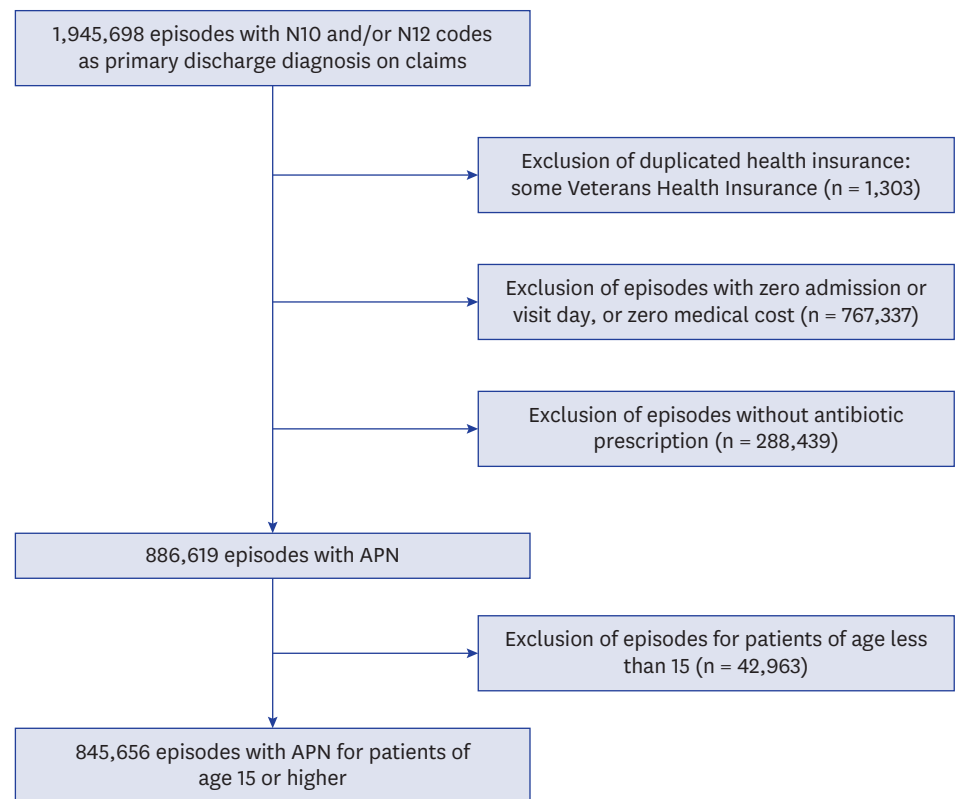 1,945,698 episodes with N10 and/or N12 codes
as primary discharge diagnosis on claims
Exclusion of duplicated health insurance:
some Veterans Health Insurance (n = 1,303)
Exclusion of episodes with zero admission or
visit day, or zero medical cost (n = 767,337)
Exclusion of episodes without antibiotic
prescription (n = 288,439)
886,619 episodes with APN
Exclusion of episodes for patients of age less
than 15 (n = 42,963)
845,656 episodes with APN for patients of
age 15 or higher